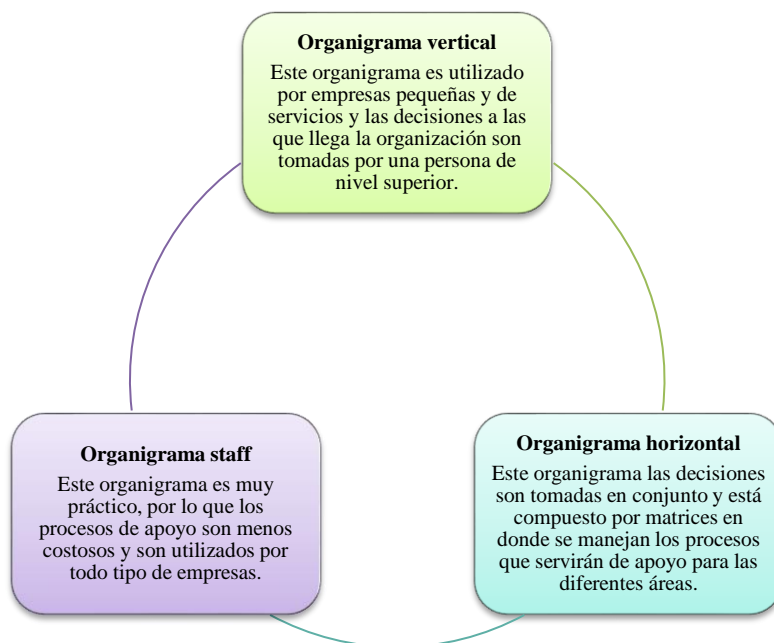 Organigrama vertical
Este organigrama es utilizado
por empresas pequeñas y de
servicios y las decisiones a las
que llega la organización son
tomadas por una persona de
nivel superior.
Organigrama staff
Este organigrama es muy
práctico, por lo que los
procesos de apoyo son menos
costosos y son utilizados por
todo tipo de empresas.
Organigrama horizontal
Este organigrama las decisiones
son tomadas en conjunto y está
compuesto por matrices en
donde se manejan los procesos
que servirán de apoyo para las
diferentes áreas.